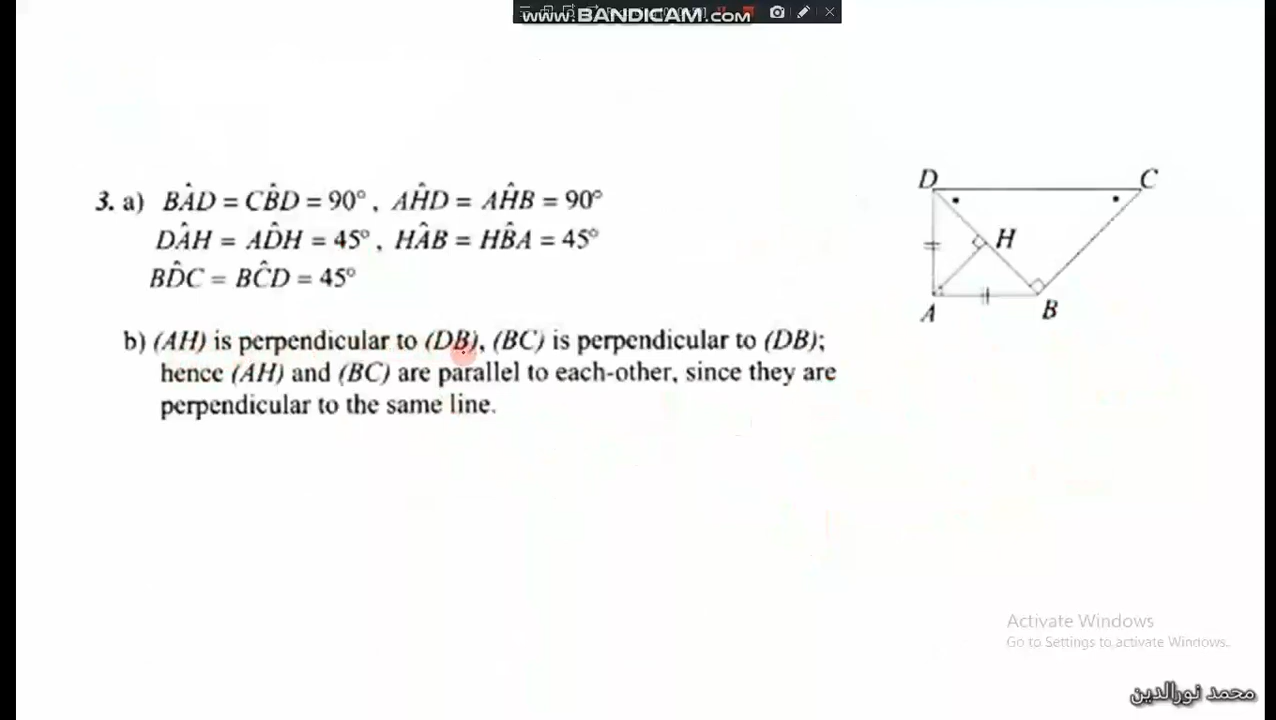 www.BANDICAM.com
3. a) BÂD = CB̂D = 90°, AĤD = AĤB = 90°
DÂH = AD̂H = 45°, HÂB = HB̂A = 45°
BD̂C = BĈD = 45°
b) (AH) is perpendicular to (DB), (BC) is perpendicular to (DB);
hence (AH) and (BC) are parallel to each-other, since they are
perpendicular to the same line.
D
C
H
A
B
Activate Windows
Go to Settings to activate Windows.
محمد نورالدين